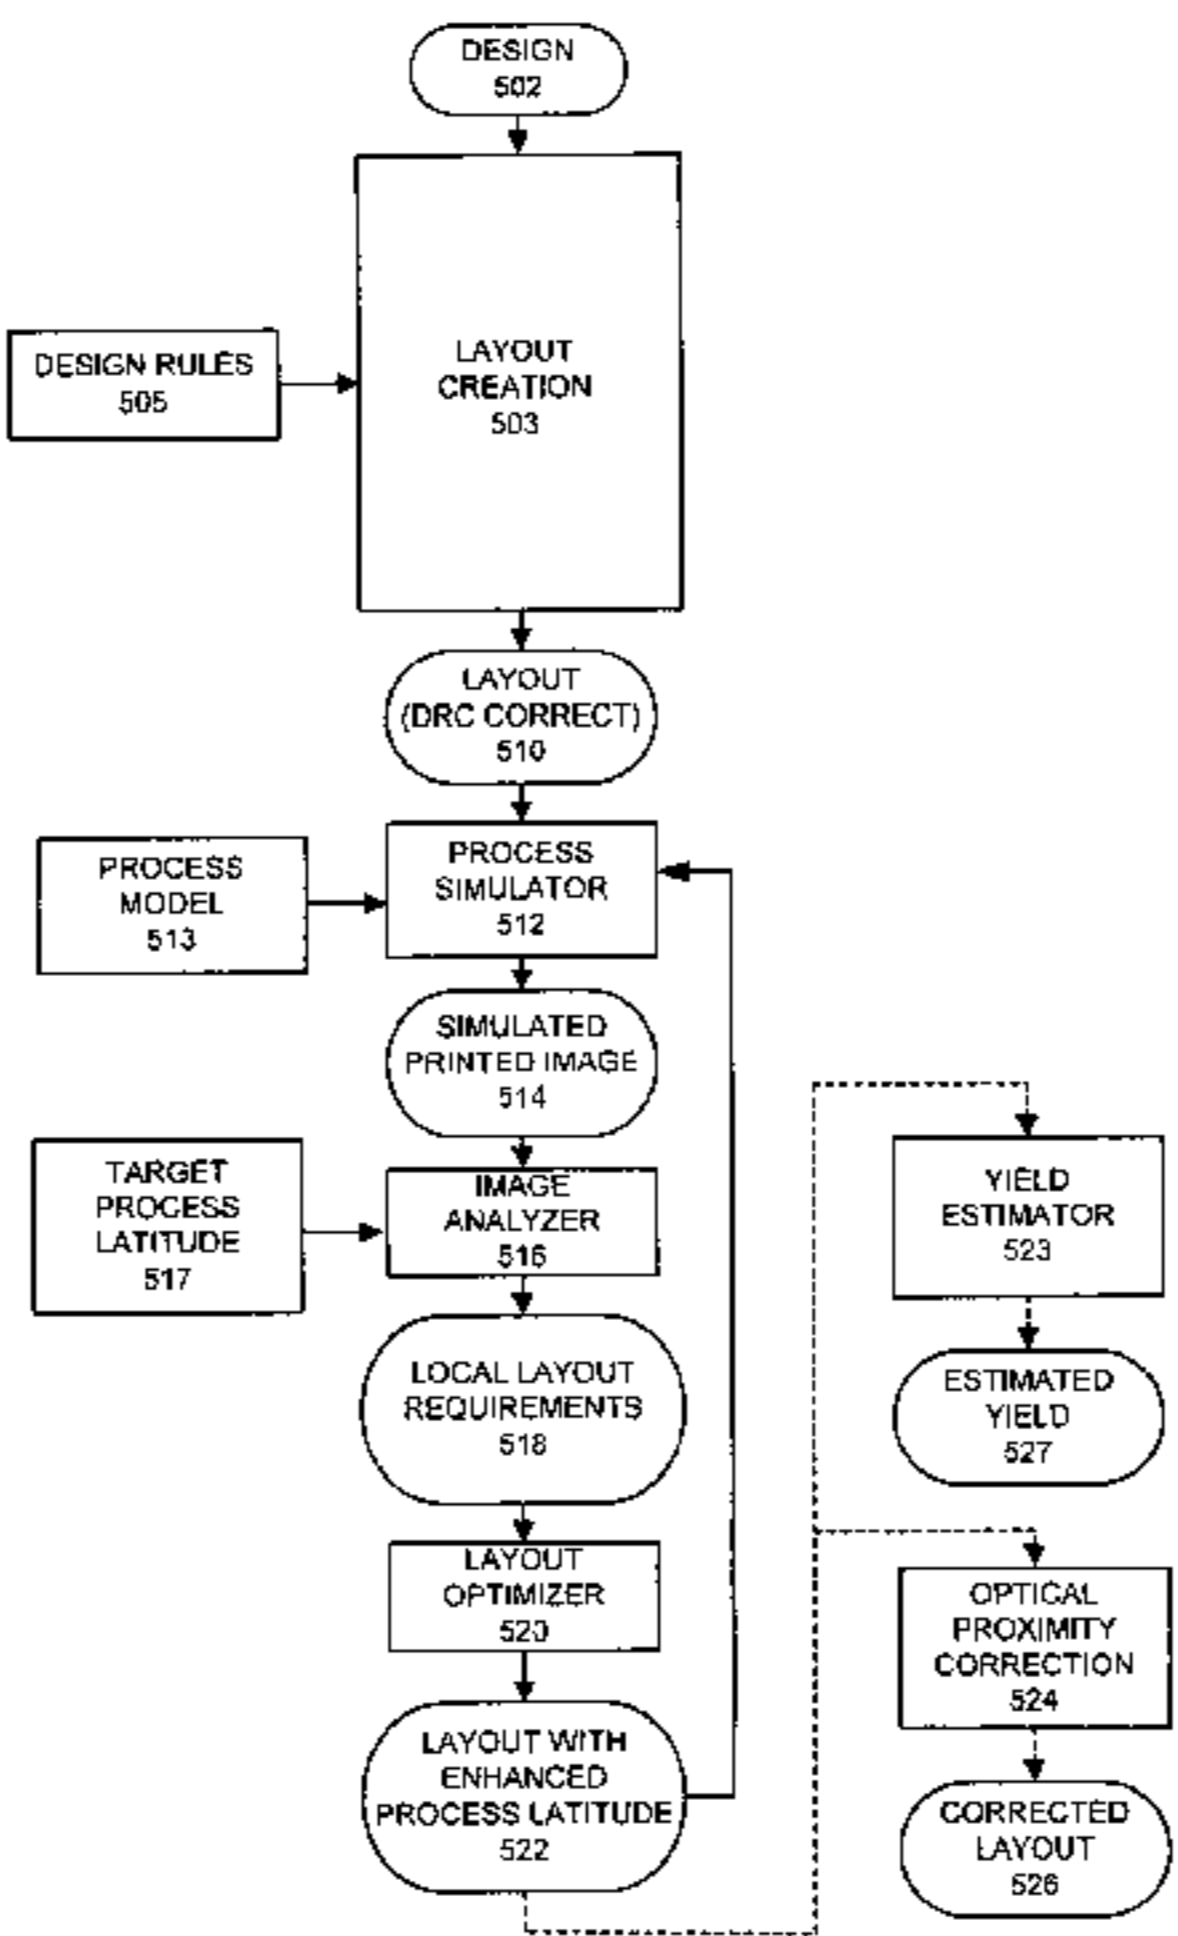 DESIGN
502
DESIGN RULES
505
LAYOUT
CREATION
503
LAYOUT
(DRC CORRECT)
510
PROCESS
MODEL
513
PROCESS
SIMULATOR
512
SIMULATED
PRINTED IMAGE
514
TARGET
PROCESS
LATITUDE
517
IMAGE
ANALYZER
516
LOCAL LAYOUT
REQUIREMENTS
518
LAYOUT
OPTIMIZER
520
LAYOUT WITH
ENHANCED
PROCESS LATITUDE
522
YIELD
ESTIMATOR
523
ESTIMATED
YIELD
527
OPTICAL
PROXIMITY
CORRECTION
524
CORRECTED
LAYOUT
526